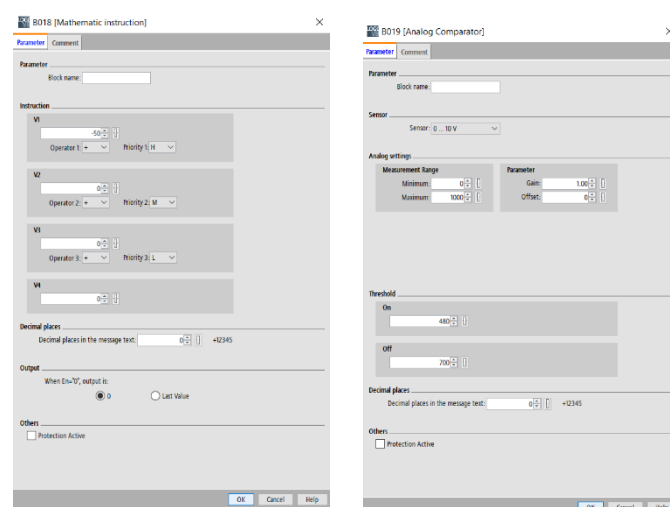 B018 [Mathematic instruction]
Parameter Comment
Parameter
Block name:
Instruction
V1
-50
Operator 1: + Priority 1: H
V2
0
Operator 2: + Priority 2: M
V3
0
Operator 3: + Priority 3: L
V4
0
Decimal places
Decimal places in the message text: 0 +12345
Output
When En="0", output is:
0 Last Value
Others
Protection Active
OK Cancel Help
B019 [Analog Comparator]
Parameter Comment
Parameter
Block name:
Sensor
Sensor: 0 ... 10 V
Analog settings
Measurement Range Parameter
Minimum: 0 Gain: 1.00
Maximum: 1000 Offset: 0
Threshold
On
480
Off
700
Decimal places
Decimal places in the message text: 0 +12345
Others
Protection Active
OK Cancel Help